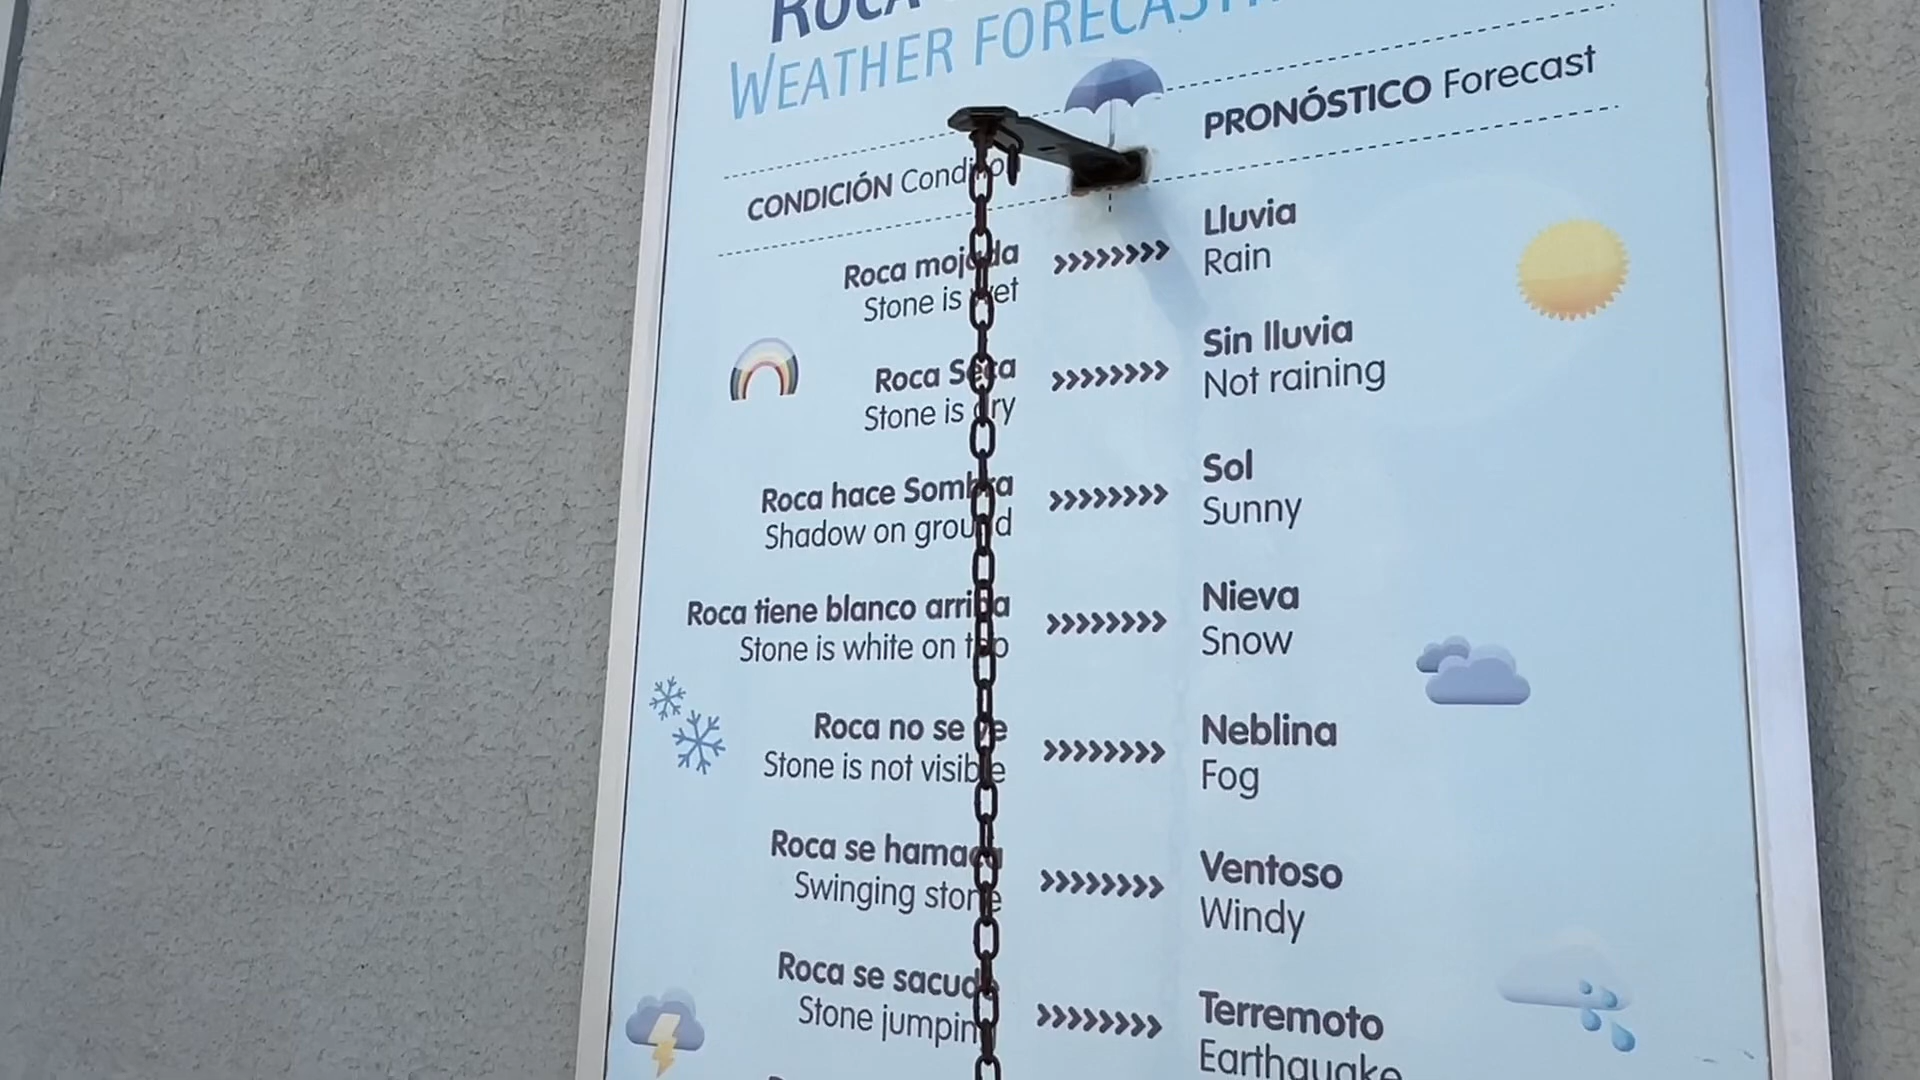 WEATHER FORECAST
CONDICIÓN Condition
PRONÓSTICO Forecast
Roca mojada
Stone is wet
Lluvia
Rain
Roca Seca
Stone is dry
Sin lluvia
Not raining
Roca hace Sombra
Shadow on ground
Sol
Sunny
Roca tiene blanco arriba
Stone is white on top
Nieva
Snow
Roca no se ve
Stone is not visible
Neblina
Fog
Roca se hamaca
Swinging stone
Ventoso
Windy
Roca se sacude
Stone jumping
Terremoto
Earthquake